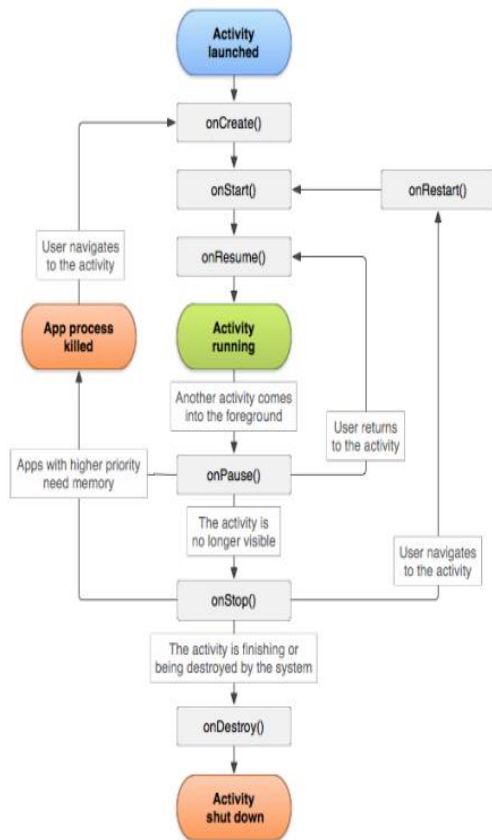 Activity
launched
onCreate()
onStart()
onRestart()
User navigates
to the activity
onResume()
App process
killed
Activity
running
Another activity comes
into the foreground
User returns
to the activity
Apps with higher priority
need memory
onPause()
The activity is
no longer visible
User navigates
to the activity
onStop()
The activity is finishing or
being destroyed by the system
onDestroy()
Activity
shut down